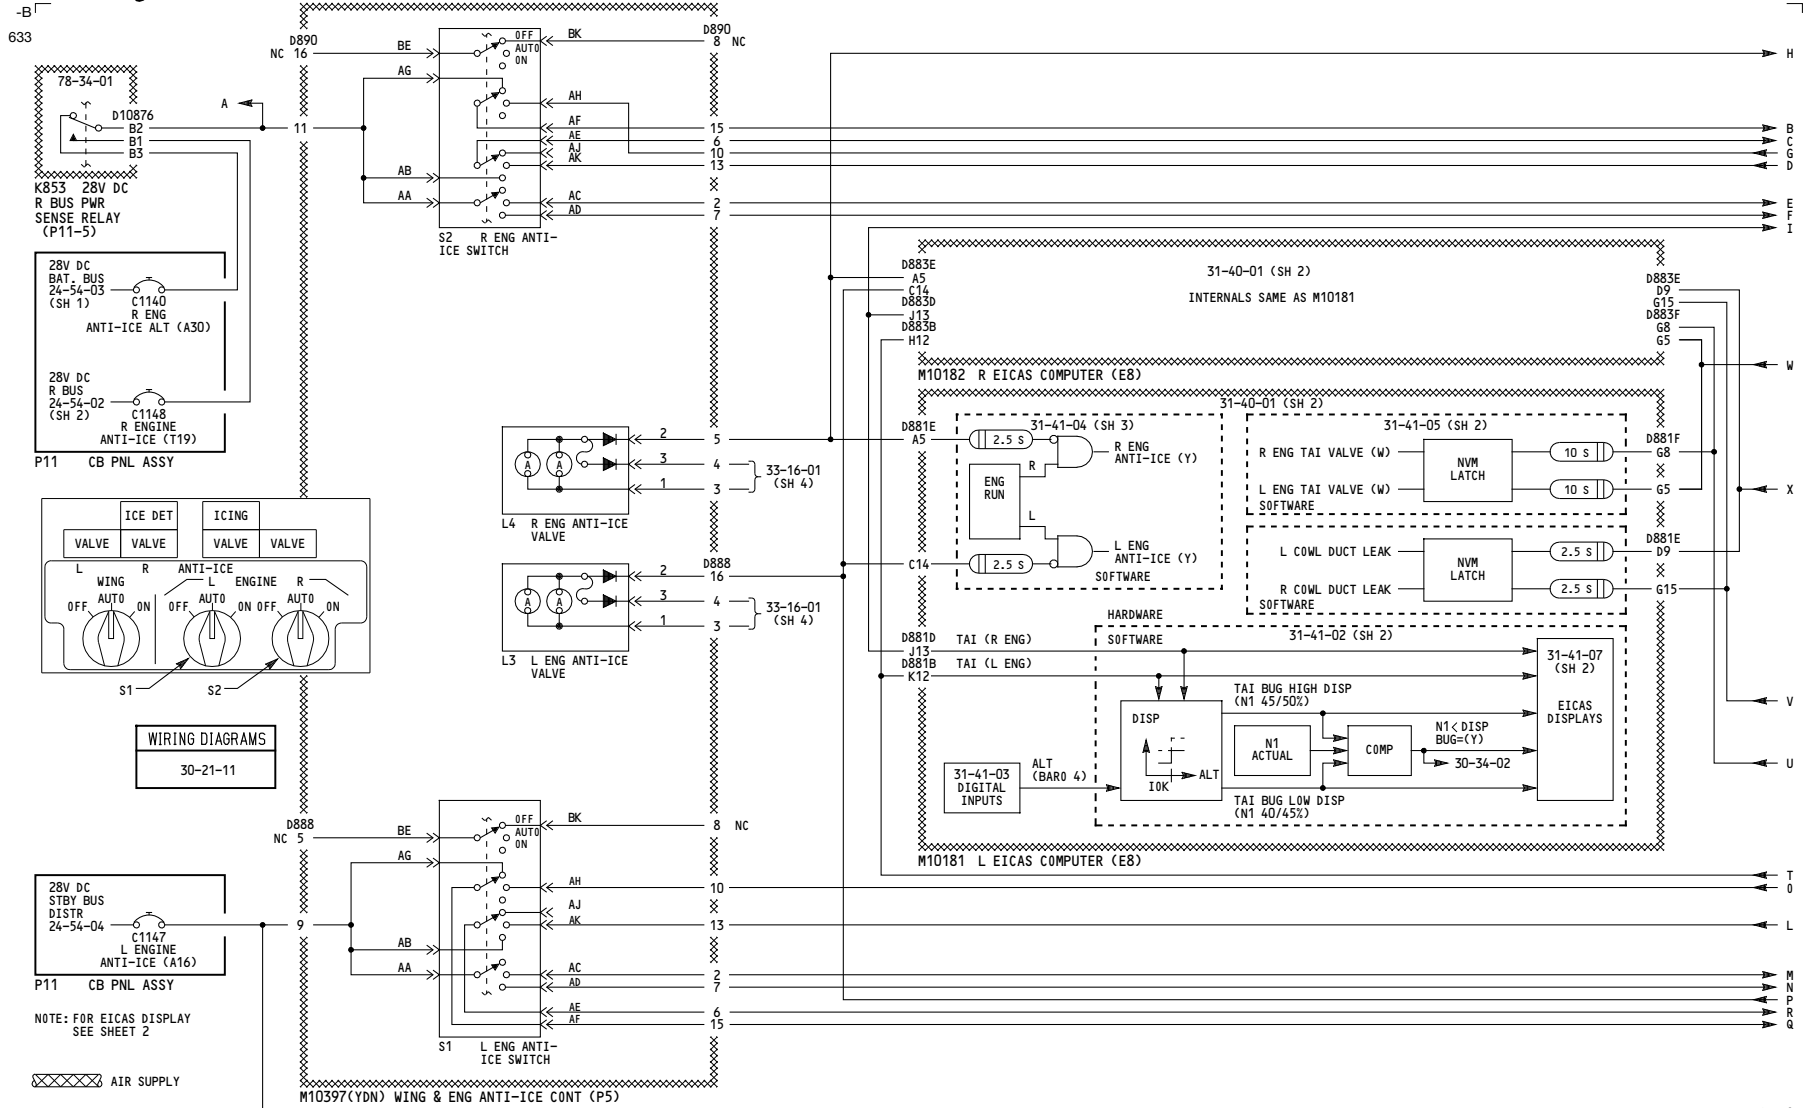 -B
633
78-34-01
D10876
B2
B1
B3
K853 28V DC
R BUS PWR
SENSE RELAY
(P11-5)
A
28V DC
BAT. BUS
24-54-03
(SH 1)
C1140
R ENG
ANTI-ICE ALT (A30)
28V DC
R BUS
24-54-02
(SH 2)
C1148
R ENGINE
ANTI-ICE (T19)
P11 CB PNL ASSY
ICE DET
ICING
VALVE
VALVE
VALVE
VALVE
L R ANTI-ICE
WING
L ENGINE R
OFF AUTO ON
OFF AUTO ON
OFF AUTO ON
S1
S2
WIRING DIAGRAMS
30-21-11
28V DC
STBY BUS
DISTR
24-54-04
C1147
L ENGINE
ANTI-ICE (A16)
P11 CB PNL ASSY
NOTE: FOR EICAS DISPLAY
SEE SHEET 2
AIR SUPPLY
D890
NC 16
11
BE
AG
AB
AA
OFF
AUTO
ON
BK
AH
AF
AE
AJ
AK
AC
AD
S2 R ENG ANTI-
ICE SWITCH
D890
8 NC
15
6
10
13
2
7
A
A
2
3
1
5
4
3
33-16-01
(SH 4)
L4 R ENG ANTI-ICE
VALVE
A
A
2
3
1
D888
16
4
3
33-16-01
(SH 4)
L3 L ENG ANTI-ICE
VALVE
D888
NC 5
9
BE
AG
AB
AA
OFF
AUTO
ON
BK
AH
AJ
AK
AC
AD
AE
AF
8 NC
10
13
2
7
6
15
S1 L ENG ANTI-
ICE SWITCH
M10397(YDN) WING & ENG ANTI-ICE CONT (P5)
D883E
A5
C14
D883D
J13
D883B
H12
31-40-01 (SH 2)
INTERNALS SAME AS M10181
D883E
D9
G15
D883F
G8
G5
M10182 R EICAS COMPUTER (E8)
31-40-01 (SH 2)
D881E
A5
31-41-04 (SH 3)
2.5 S
ENG
RUN
R
L
R ENG
ANTI-ICE (Y)
L ENG
ANTI-ICE (Y)
C14
2.5 S
SOFTWARE
31-41-05 (SH 2)
R ENG TAI VALVE (W)
L ENG TAI VALVE (W)
NVM
LATCH
10 S
10 S
SOFTWARE
D881F
G8
G5
L COWL DUCT LEAK
R COWL DUCT LEAK
NVM
LATCH
2.5 S
2.5 S
SOFTWARE
D881E
D9
G15
HARDWARE
SOFTWARE
31-41-02 (SH 2)
D881D
J13
TAI (R ENG)
D881B
K12
TAI (L ENG)
DISP
ALT
10K
31-41-03
DIGITAL
INPUTS
ALT
(BARO 4)
TAI BUG HIGH DISP
(N1 45/50%)
N1
ACTUAL
COMP
N1<DISP
BUG=(Y)
30-34-02
TAI BUG LOW DISP
(N1 40/45%)
31-41-07
(SH 2)
EICAS
DISPLAYS
M10181 L EICAS COMPUTER (E8)
H
B
C
G
D
E
F
I
W
X
V
U
T
O
L
M
N
P
R
Q